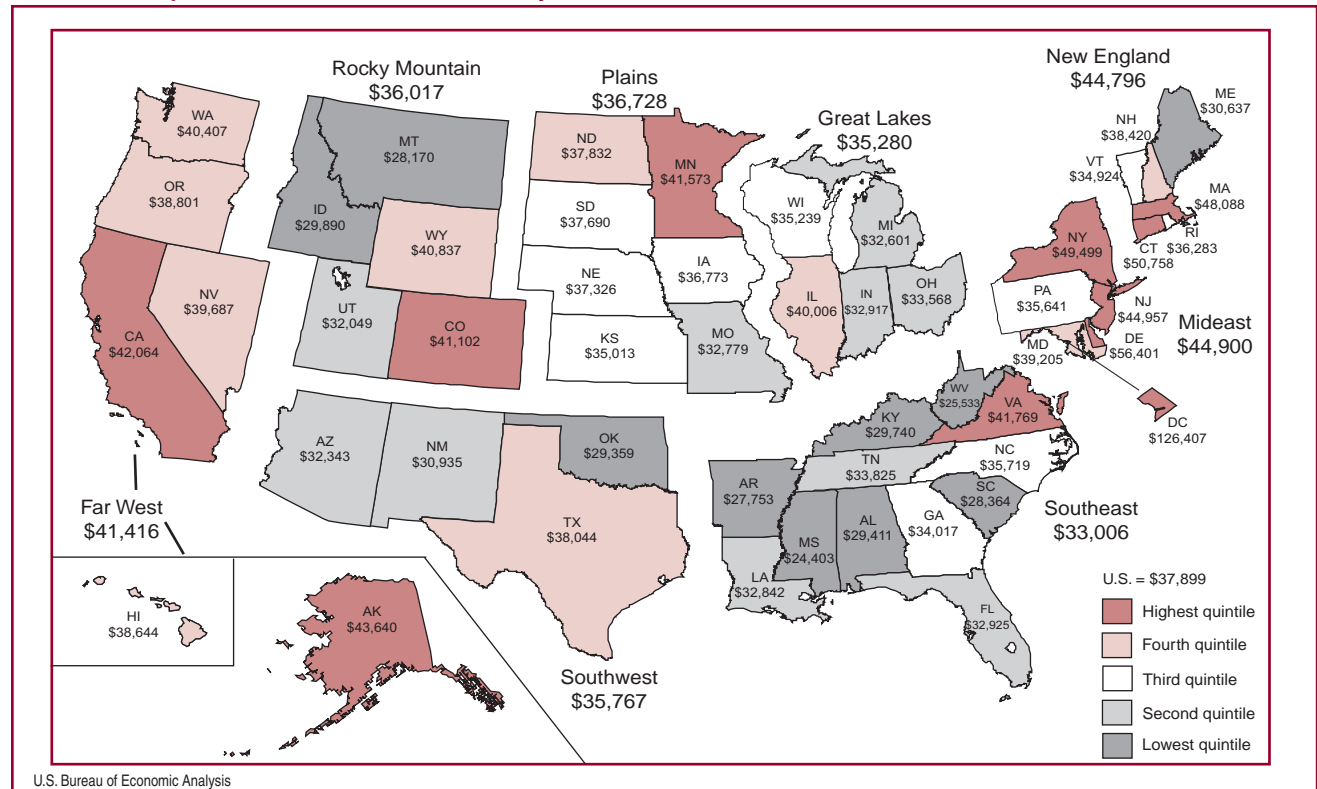 Rocky Mountain
$36,017
Plains
$36,728
Great Lakes
$35,280
New England
$44,796
WA
$40,407
OR
$38,801
CA
$42,064
NV
$39,687
MT
$28,170
ID
$29,890
WY
$40,837
UT
$32,049
CO
$41,102
ND
$37,832
SD
$37,690
NE
$37,326
KS
$35,013
MN
$41,573
IA
$36,773
MO
$32,779
WI
$35,239
MI
$32,601
IL
$40,006
IN
$32,917
OH
$33,568
ME
$30,637
NH
$38,420
VT
$34,924
MA
$48,088
RI
$36,283
CT
$50,758
NY
$49,499
PA
$35,641
NJ
$44,957
Mideast
$44,900
DE
$56,401
MD
$39,205
DC
$126,407
AZ
$32,343
NM
$30,935
OK
$29,359
TX
$38,044
Southwest
$35,767
AR
$27,753
LA
$32,842
MS
$24,403
AL
$29,411
GA
$34,017
FL
$32,925
SC
$28,364
NC
$35,719
TN
$33,825
KY
$29,740
WV
$25,533
VA
$41,769
Southeast
$33,006
Far West
$41,416
HI
$38,644
AK
$43,640
U.S. = $37,899
Highest quintile
Fourth quintile
Third quintile
Second quintile
Lowest quintile
U.S. Bureau of Economic Analysis